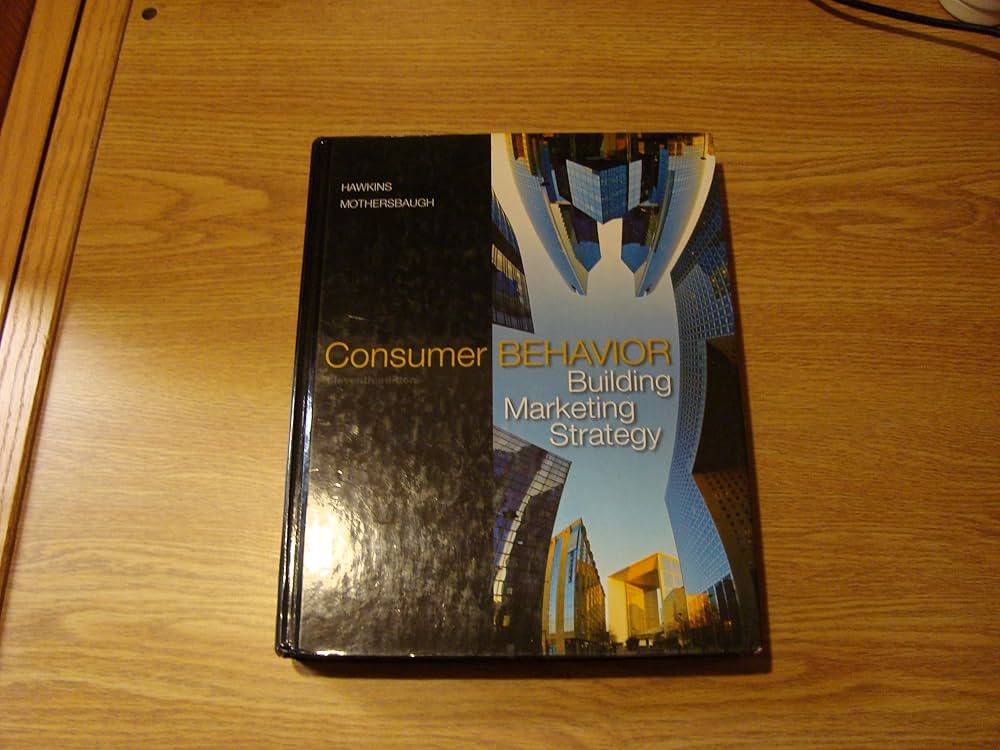 HAWKINS
MOTHERSBAUGH
Consumer BEHAVIOR
eleventh edition
Building
Marketing
Strategy